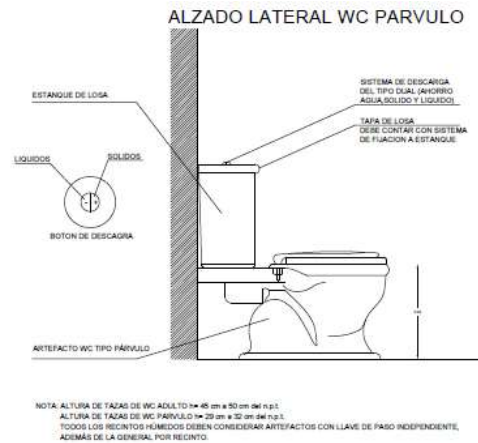 ALZADO LATERAL WC PARVULO
SISTEMA DE DESCARGA
DEL TIPO DUAL (AHORRO
AGUA,SOLIDO Y LIQUIDO)
ESTANQUE DE LOSA
TAPA DE LOSA
DEBE CONTAR CON SISTEMA
DE FIJACION A ESTANQUE
LIQUIDOS
SOLIDOS
BOTON DE DESCAGRA
ARTEFACTO WC TIPO PÁRVULO
NOTA: ALTURA DE TAZAS DE WC ADULTO h= 45 cm a 50 cm del n.p.t.
ALTURA DE TAZAS DE WC PARVULO h= 29 cm a 32 cm del n.p.t.
TODOS LOS RECINTOS HÚMEDOS DEBEN CONSIDERAR ARTEFACTOS CON LLAVE DE PASO INDEPENDIENTE,
ADEMÁS DE LA GENERAL POR RECINTO.